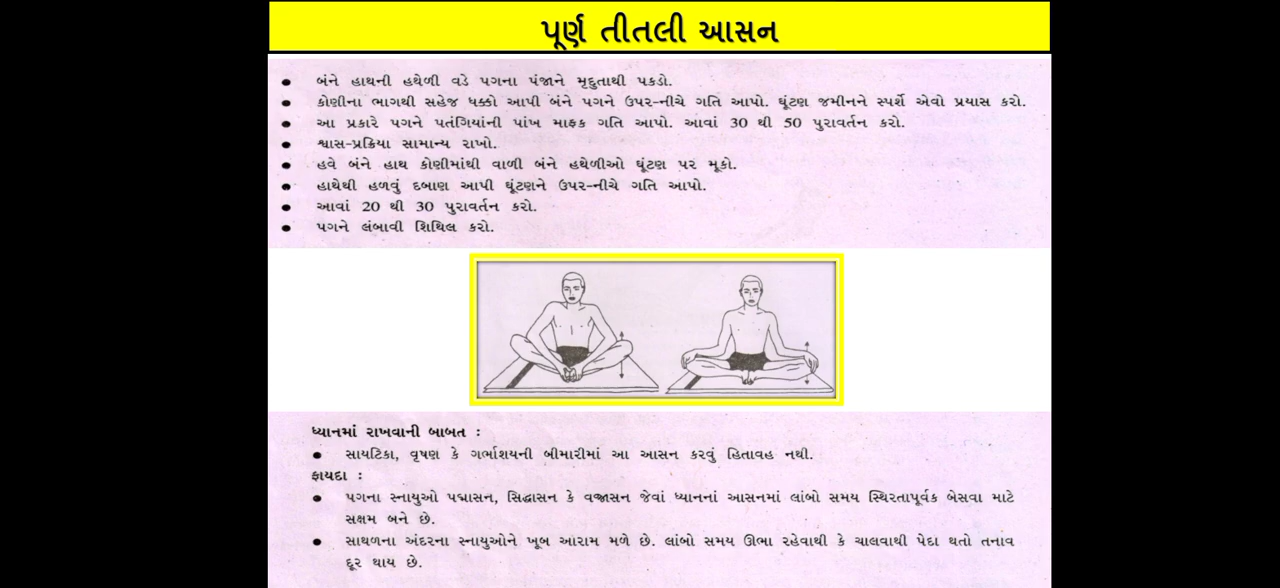 પૂર્ણ તીતલી આસન
● બંને હાથની હથેળી વડે પગના પંજાને મૃદુતાથી પકડો.
● કોણીના ભાગથી સહેજ ધક્કો આપી બંને પગને ઉપર-નીચે ગતિ આપો. ઘૂંટણ જમીનને સ્પર્શે એવો પ્રયાસ કરો.
● આ પ્રકારે પગને પતંગિયાંની પાંખ માફક ગતિ આપો. આવાં 30 થી 50 પુરાવર્તન કરો.
● શ્વાસ-પ્રક્રિયા સામાન્ય રાખો.
● હવે બંને હાથ કોણીમાંથી વાળી બંને હથેળીઓ ઘૂંટણ પર મૂકો.
● હાથેથી હળવું દબાણ આપી ઘૂંટણને ઉપર-નીચે ગતિ આપો.
● આવાં 20 થી 30 પુરાવર્તન કરો.
● પગને લંબાવી શિથિલ કરો.
ધ્યાનમાં રાખવાની બાબત :
● સાયટિકા, વૃષણ કે ગર્ભાશયની બીમારીમાં આ આસન કરવું હિતાવહ નથી.
ફાયદા :
● પગના સ્નાયુઓ પદ્માસન, સિદ્ધાસન કે વજ્રાસન જેવાં ધ્યાનનાં આસનમાં લાંબો સમય સ્થિરતાપૂર્વક બેસવા માટે
સક્ષમ બને છે.
● સાથળના અંદરના સ્નાયુઓને ખૂબ આરામ મળે છે. લાંબો સમય ઊભા રહેવાથી કે ચાલવાથી પેદા થતો તનાવ
દૂર થાય છે.